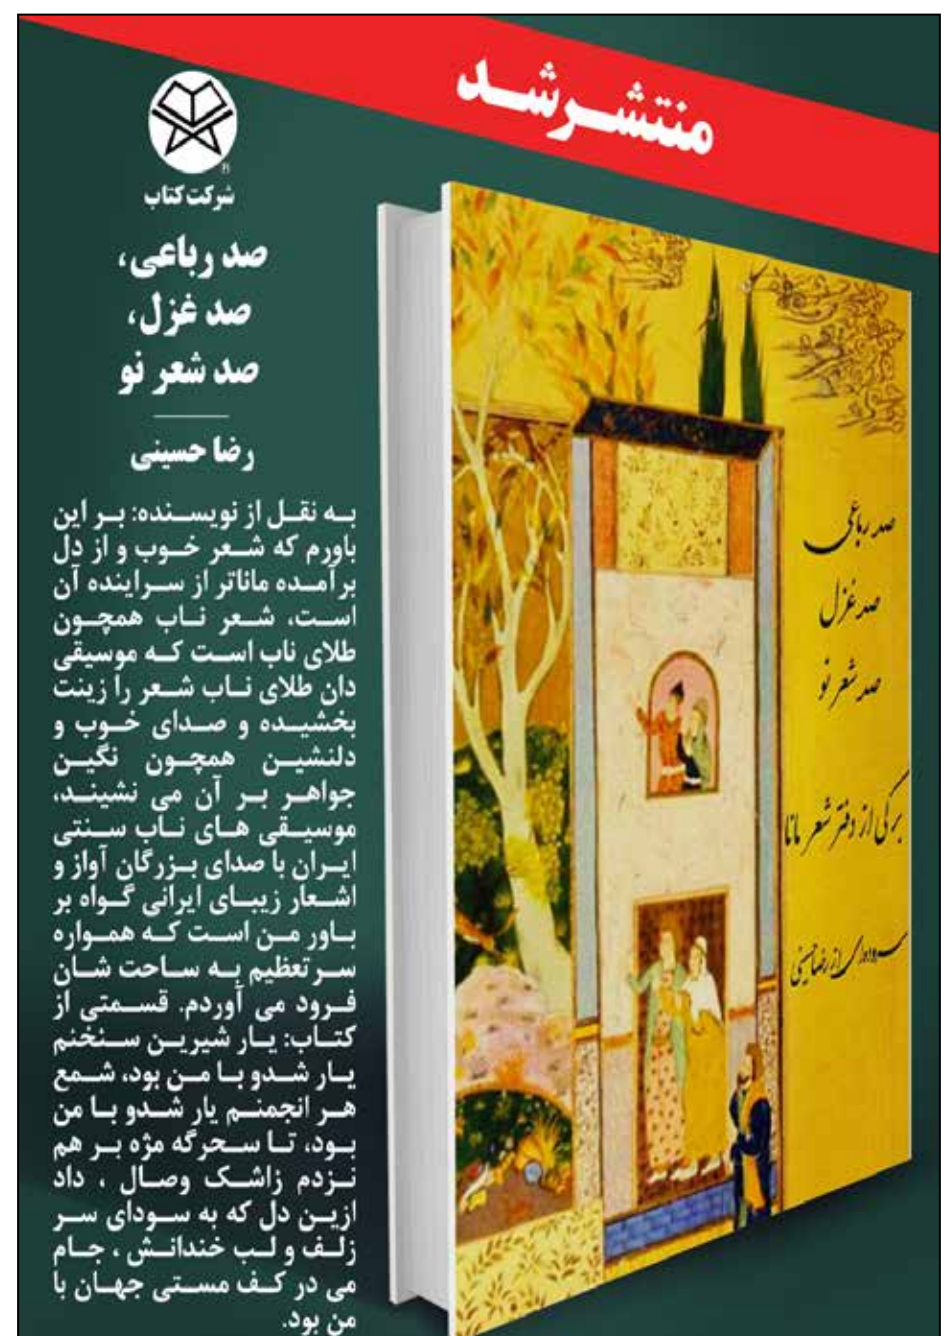 منتشر شد
شرکت کتاب
صد رباعی،
صد غزل،
صد شعر نو
رضا حسینی
به نقل از نویسنده: بر این
باورم که شعر خوب و از دل
برآمده ماناتر از سراینده آن
است، شعر ناب همچون
طلای ناب است که موسیقی
دان طلای ناب شعر را زینت
بخشیده و صدای خوب و
دلنشین همچون نگین
جواهر بر آن می نشیند،
موسیقی های ناب سنتی
ایران با صدای بزرگان آواز و
اشعار زیبای ایرانی گواه بر
باور من است که همواره
سر تعظیم به ساحت شان
فرود می آوردم. قسمتی از
کتاب: یار شیرین سنخنم
یار شدو با من بود، شمع
هر انجمنم یار شدو با من
بود، تا سحرگه مژه بر هم
نزدم زاشک وصال ، داد
ازین دل که به سودای سر
زلف و لب خندانش ، جام
می در کف مستی جهان با
من بود.
صد رباعی
صد غزل
صد شعر نو
برگی از دفتر شعر مانا
سروده‌ای از رضا حسینی